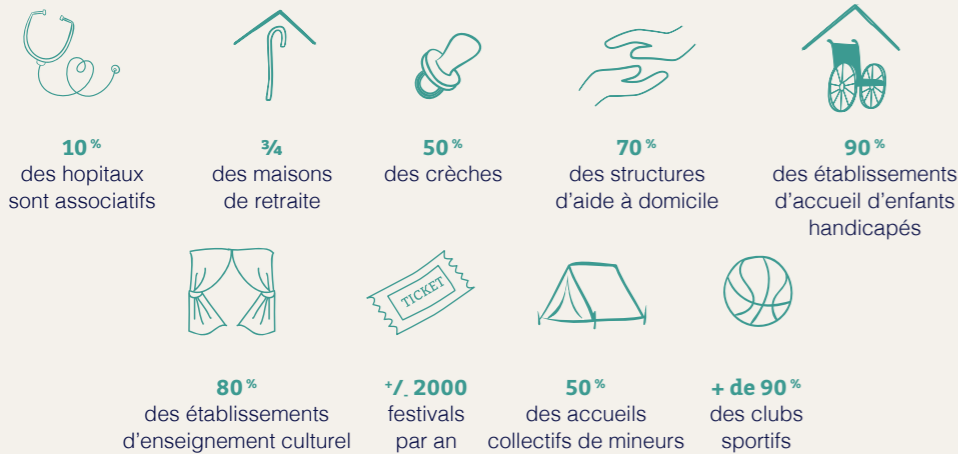 10 %
des hopitaux
sont associatifs
¾
des maisons
de retraite
50 %
des crèches
70 %
des structures
d'aide à domicile
90 %
des établissements
d'accueil d'enfants
handicapés
TICKET
80 %
des établissements
d'enseignement culturel
+/- 2000
festivals
par an
50 %
des accueils
collectifs de mineurs
+ de 90 %
des clubs
sportifs